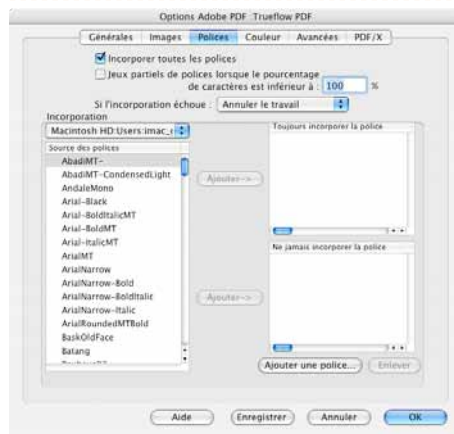 Options Adobe PDF Trueflow PDF
Générales Images Polices Couleur Avancées PDF/X
Incorporer toutes les polices
Jeux partiels de polices lorsque le pourcentage
de caractères est inférieur à : 100 %
Si l'incorporation échoue : Annuler le travail
Incorporation
Macintosh HD:Users:imac_
Toujours incorporer la police
Source des polices
AbadiMT-
AbadiMT-CondensedLight
Ajouter->
AndaleMono
Arial-Black
Arial-BoldItalicMT
Arial-BoldMT
Arial-ItalicMT
ArialMT
Ne jamais incorporer la police
ArialNarrow
ArialNarrow-Bold
ArialNarrow-BoldItalic
Ajouter->
ArialNarrow-Italic
ArialRoundedMTBold
BaskOldFace
Batang
Ajouter une police... Enlever
Aide Enregistrer Annuler OK